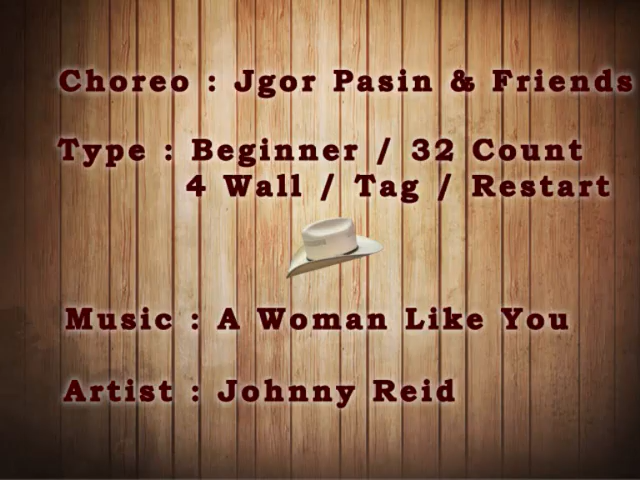 Choreo : Jgor Pasin & Friends
Type : Beginner / 32 Count
4 Wall / Tag / Restart
Music : A Woman Like You
Artist : Johnny Reid